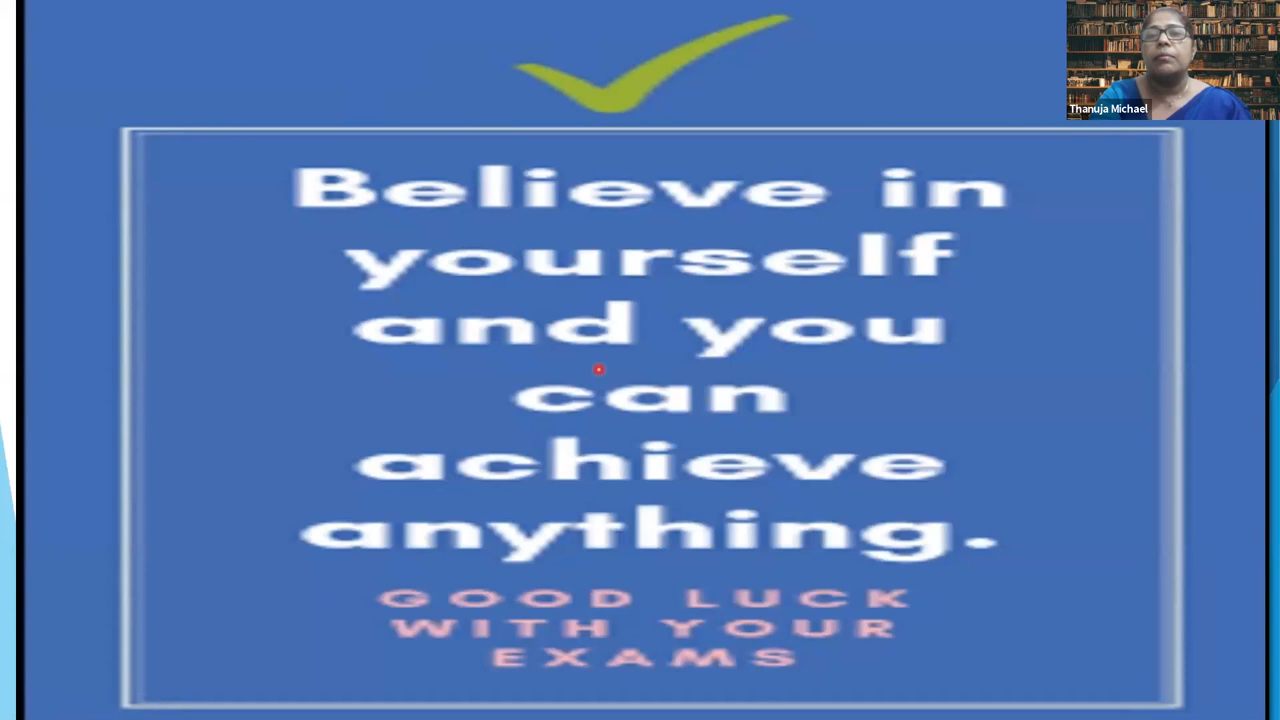 Thanuja Michael
Believe in
yourself
and you
can
achieve
anything.
GOOD LUCK
WITH YOUR
EXAMS